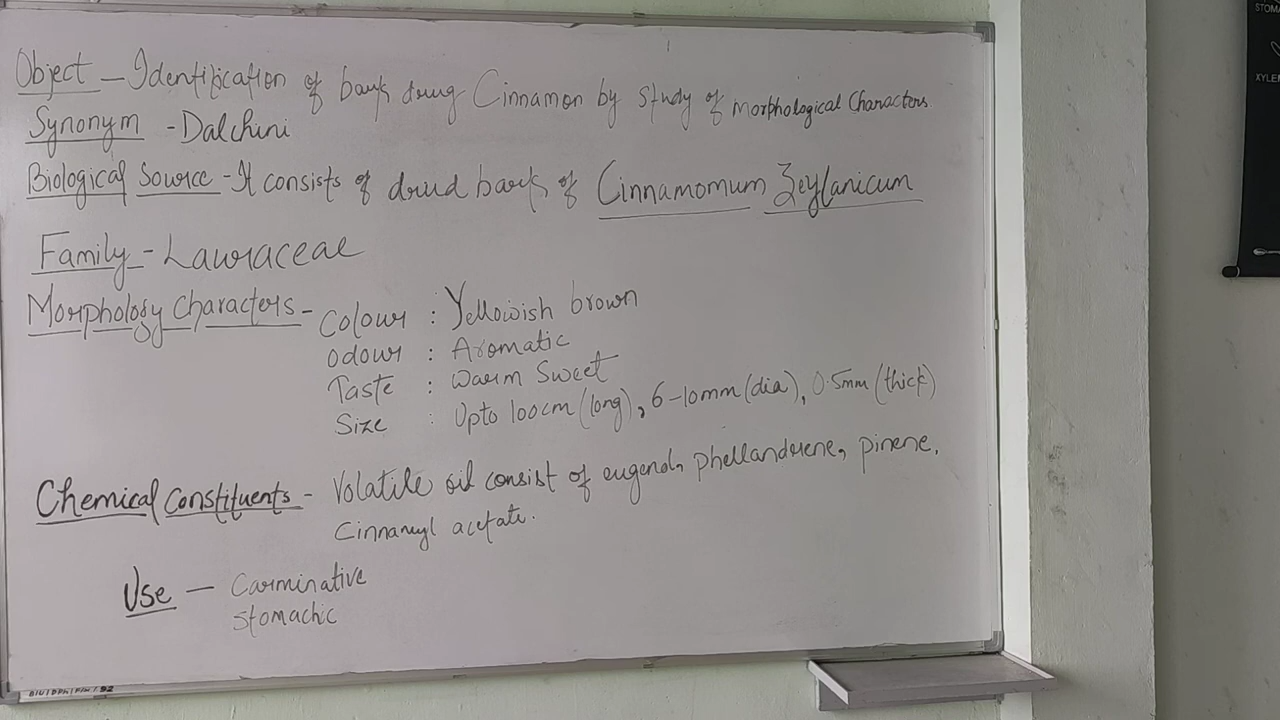 Object - Identification of bark drug Cinnamon by study of morphological Characters.
Synonym - Dalchini
Biological Source - It consists of dried bark of Cinnamomum Zeylanicum
Family - Lauraceae
Morphology Characters - Colour : Yellowish brown
Odour : Aromatic
Taste : Warm Sweet
Size : Upto 100cm (long), 6-10mm (dia), 0.5mm (thick)
Chemical Constituents - Volatile oil consist of eugenol, phellandrene, pinene,
Cinnamyl acetate.
Use - Carminative
Stomachic
STOMA
XYLEM